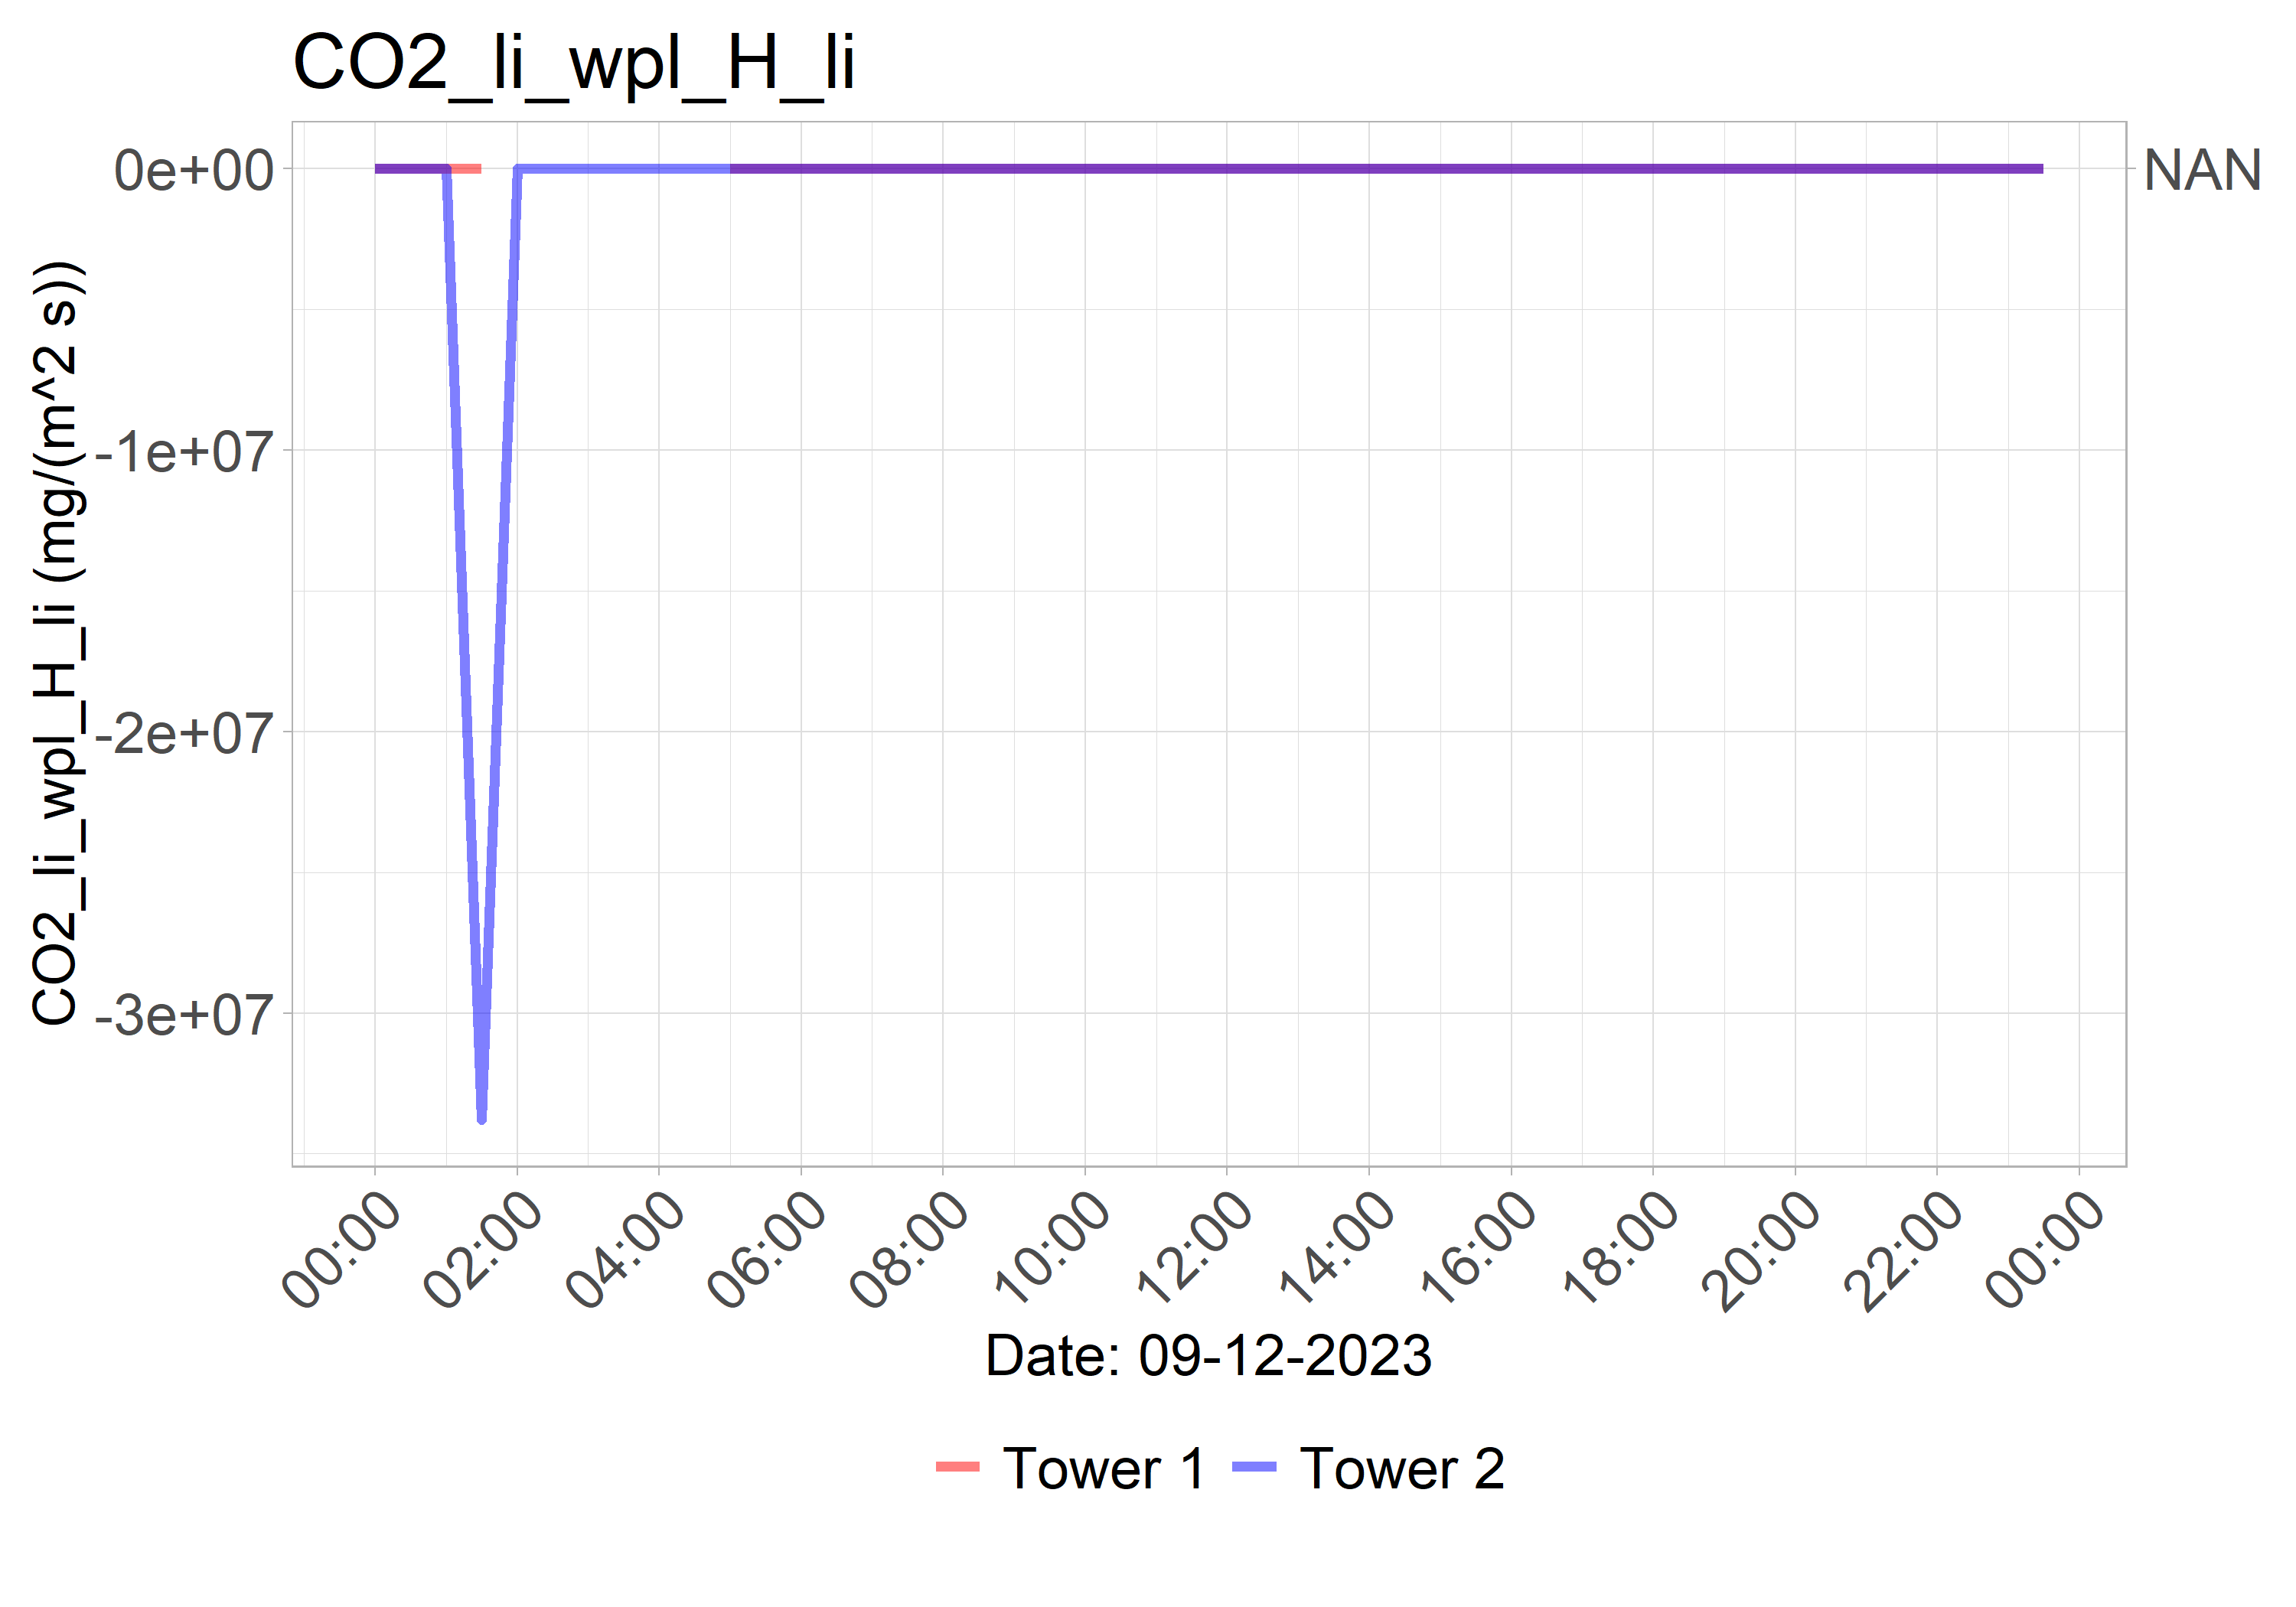 CO2_li_wpl_H_li
CO2_li_wpl_H_li (mg/(m^2 s))
0e+00
-1e+07
-2e+07
-3e+07
NAN
00:00
02:00
04:00
06:00
08:00
10:00
12:00
14:00
16:00
18:00
20:00
22:00
00:00
Date: 09-12-2023
Tower 1 Tower 2